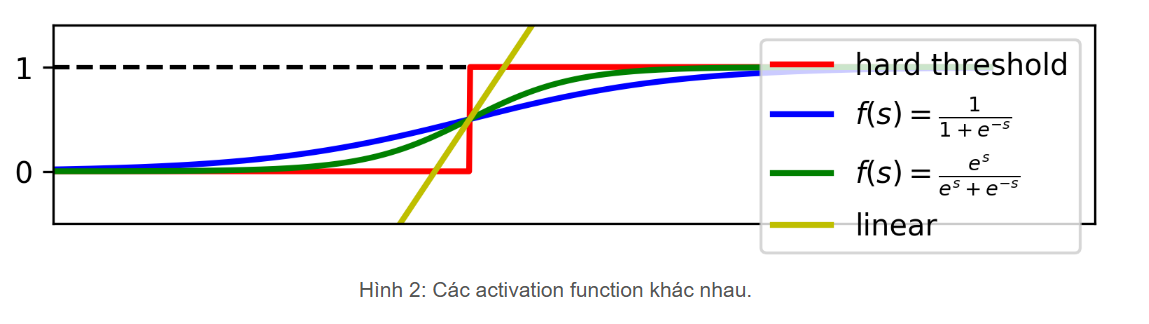 1
0
hard threshold
f(s) = 1 / (1 + e^{-s})
f(s) = e^s / (e^s + e^{-s})
linear
Hình 2: Các activation function khác nhau.